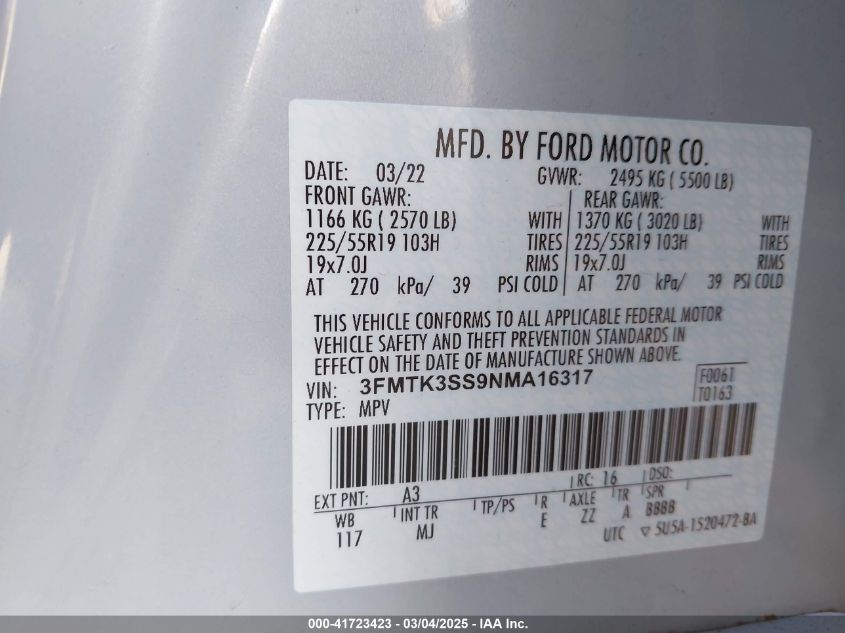 MFD. BY FORD MOTOR CO.
DATE: 03/22 GVWR: 2495 KG ( 5500 LB)
FRONT GAWR: REAR GAWR:
1166 KG ( 2570 LB) WITH 1370 KG ( 3020 LB) WITH
225/55R19 103H TIRES 225/55R19 103H TIRES
19x7.0J RIMS 19x7.0J RIMS
AT 270 kPa/ 39 PSI COLD AT 270 kPa/ 39 PSI COLD
THIS VEHICLE CONFORMS TO ALL APPLICABLE FEDERAL MOTOR
VEHICLE SAFETY AND THEFT PREVENTION STANDARDS IN
EFFECT ON THE DATE OF MANUFACTURE SHOWN ABOVE.
VIN: 3FMTK3SS9NMA16317 F0061
TYPE: MPV T0163
EXT PNT: A3 RC: 16 DSO:
WB INT TR TP/PS R AXLE TR SPR
117 MJ E ZZ A BBBB
UTC ▽ 5U5A-1520472-BA
000-41723423 - 03/04/2025 - IAA Inc.